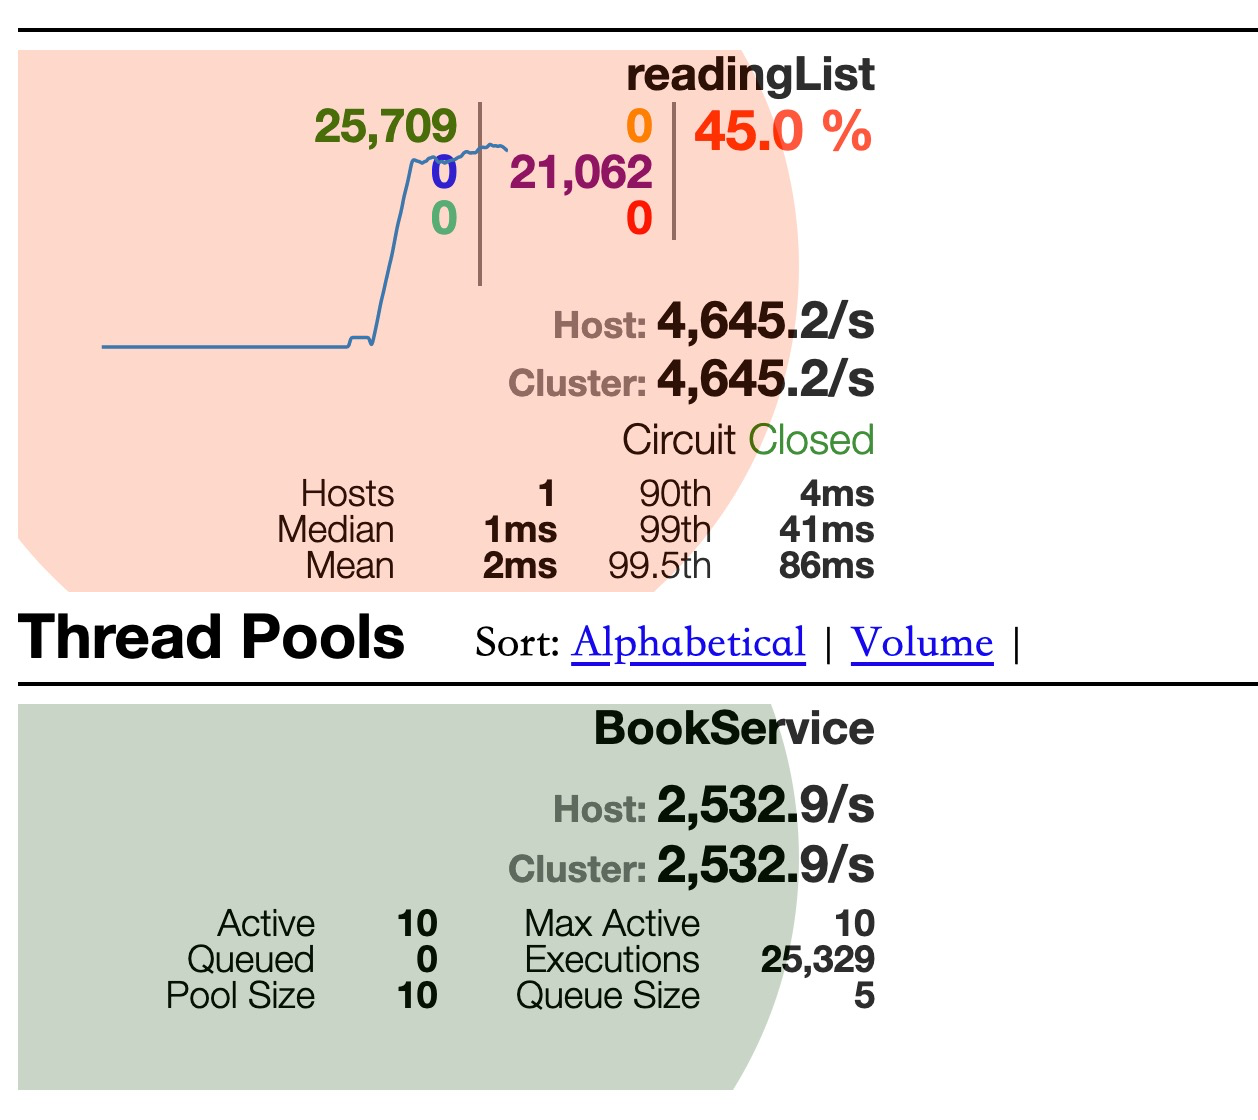 readingList
25,709 0 45.0 %
0 21,062
0 0
Host: 4,645.2/s
Cluster: 4,645.2/s
Circuit Closed
Hosts 1 90th 4ms
Median 1ms 99th 41ms
Mean 2ms 99.5th 86ms
Thread Pools Sort: Alphabetical | Volume |
BookService
Host: 2,532.9/s
Cluster: 2,532.9/s
Active 10 Max Active 10
Queued 0 Executions 25,329
Pool Size 10 Queue Size 5